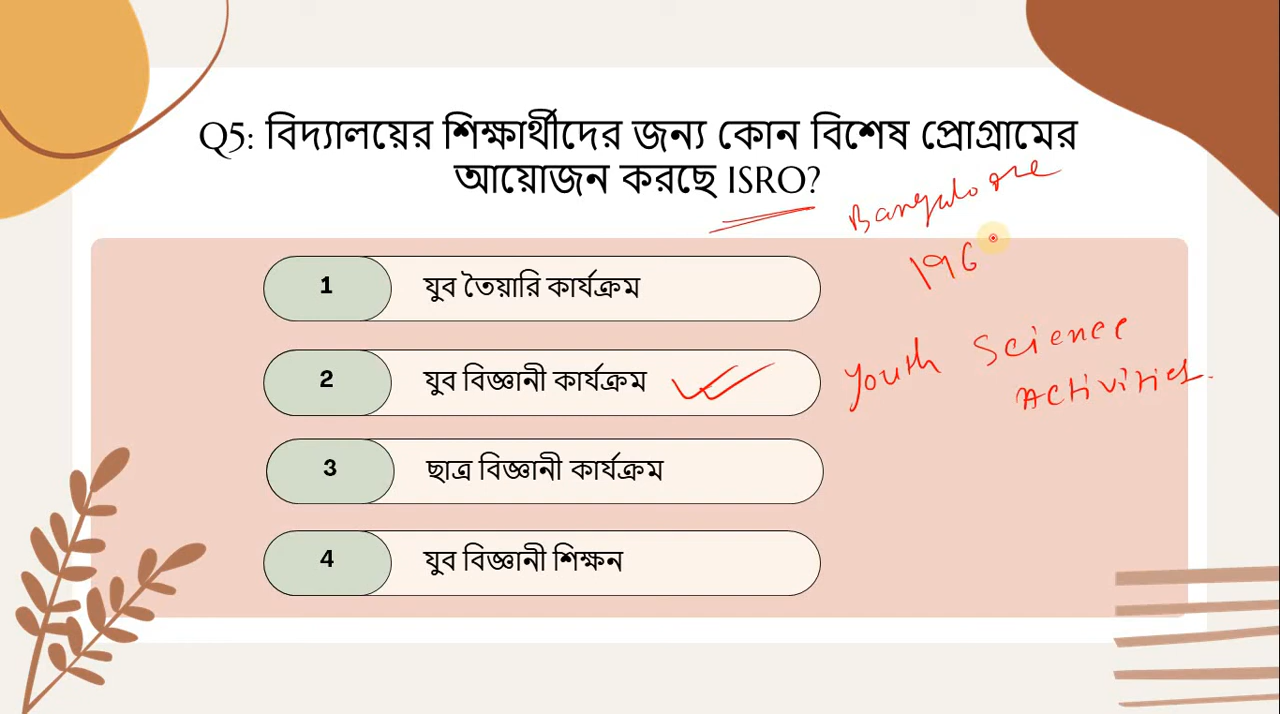 Q5: বিদ্যালয়ের শিক্ষার্থীদের জন্য কোন বিশেষ প্রোগ্রামের
আয়োজন করছে ISRO?
Bangalore
196
1 যুব তৈয়ারি কার্যক্রম
2 যুব বিজ্ঞানী কার্যক্রম
Youth Science
Activities.
3 ছাত্র বিজ্ঞানী কার্যক্রম
4 যুব বিজ্ঞানী শিক্ষন